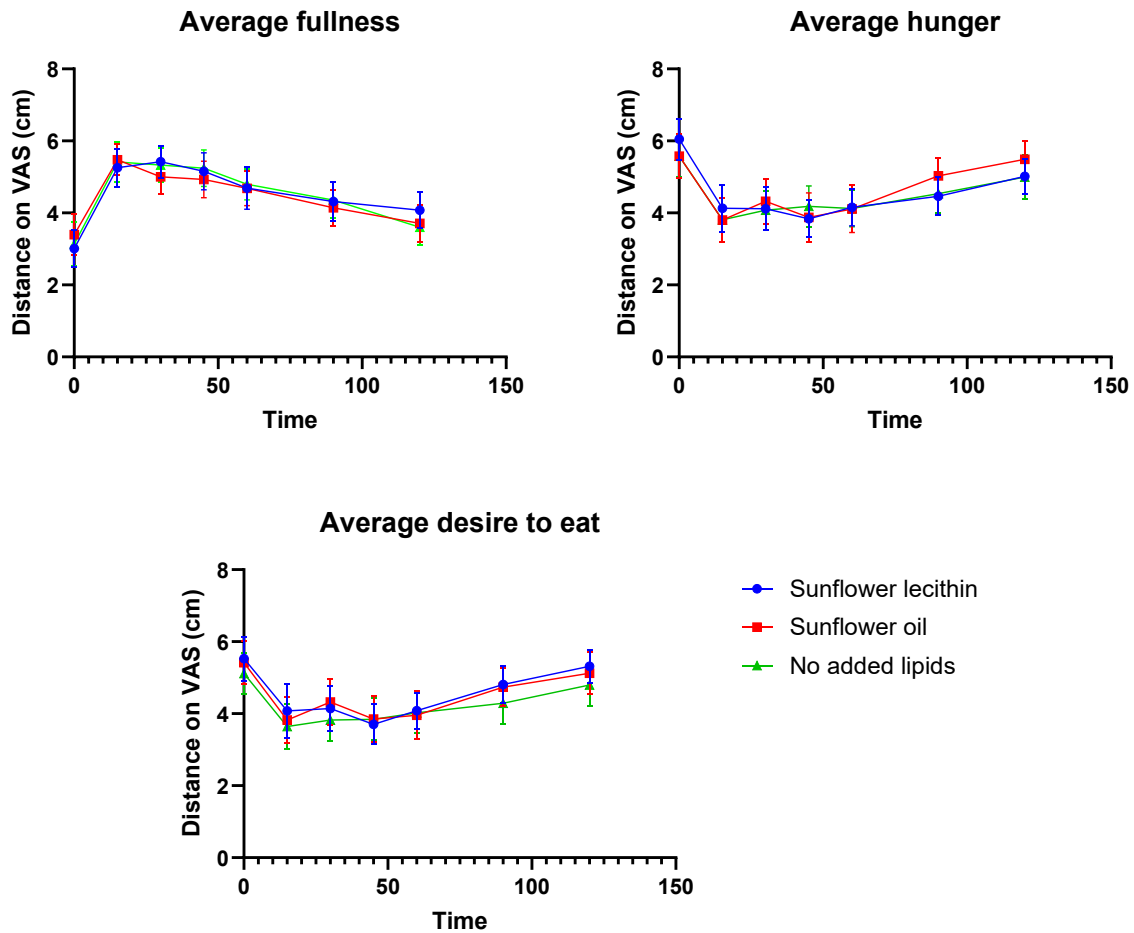 Average fullness
Distance on VAS (cm)
8
6
4
2
0
0 50 100 150
Time
Average hunger
Distance on VAS (cm)
8
6
4
2
0
0 50 100 150
Time
Average desire to eat
Distance on VAS (cm)
8
6
4
2
0
0 50 100 150
Time
Sunflower lecithin
Sunflower oil
No added lipids